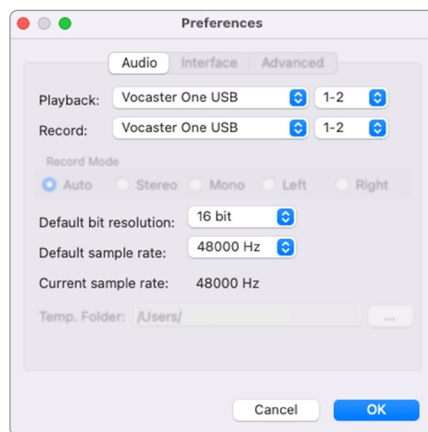 Preferences
Audio Interface Advanced
Playback: Vocaster One USB 1-2
Record: Vocaster One USB 1-2
Record Mode
Auto Stereo Mono Left Right
Default bit resolution: 16 bit
Default sample rate: 48000 Hz
Current sample rate: 48000 Hz
Temp. Folder: /Users/ ...
Cancel OK